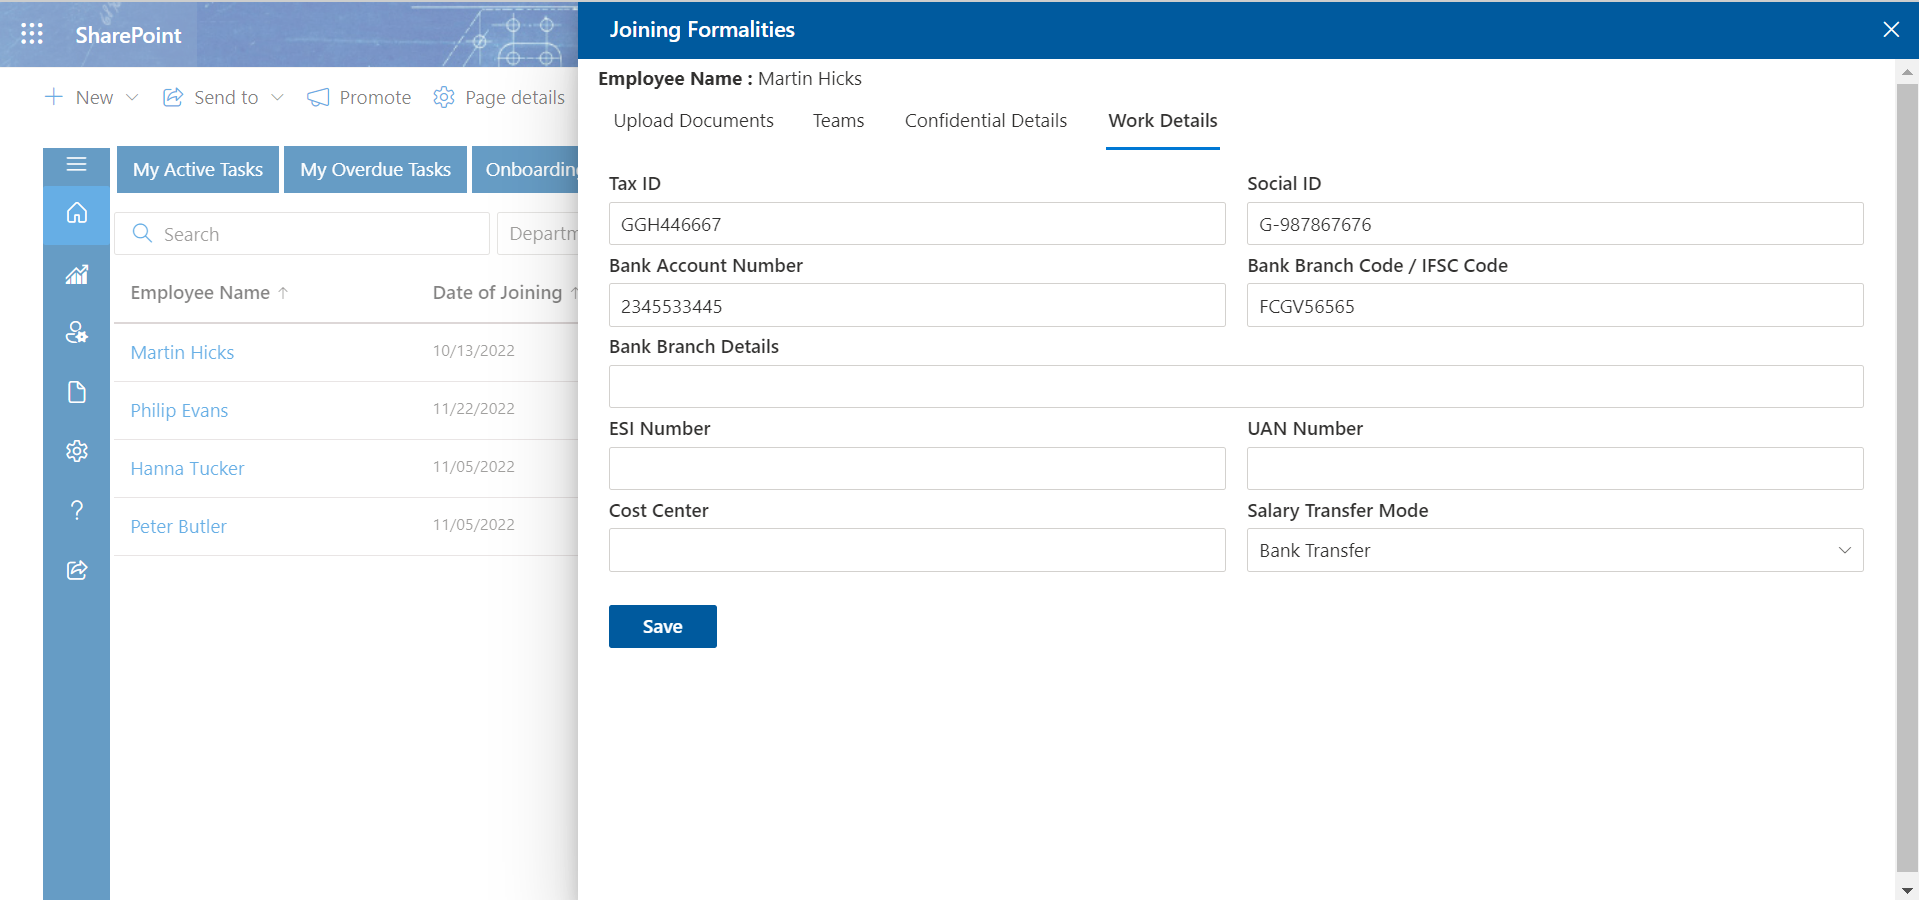 SharePoint
New
Send to
Promote
Page details
My Active Tasks
My Overdue Tasks
Onboarding
Search
Departm
Employee Name ↑
Date of Joining ↑
Martin Hicks
10/13/2022
Philip Evans
11/22/2022
Hanna Tucker
11/05/2022
Peter Butler
11/05/2022
Joining Formalities
Employee Name : Martin Hicks
Upload Documents
Teams
Confidential Details
Work Details
Tax ID
Social ID
GGH446667
G-987867676
Bank Account Number
Bank Branch Code / IFSC Code
2345533445
FCGV56565
Bank Branch Details
ESI Number
UAN Number
Cost Center
Salary Transfer Mode
Bank Transfer
Save